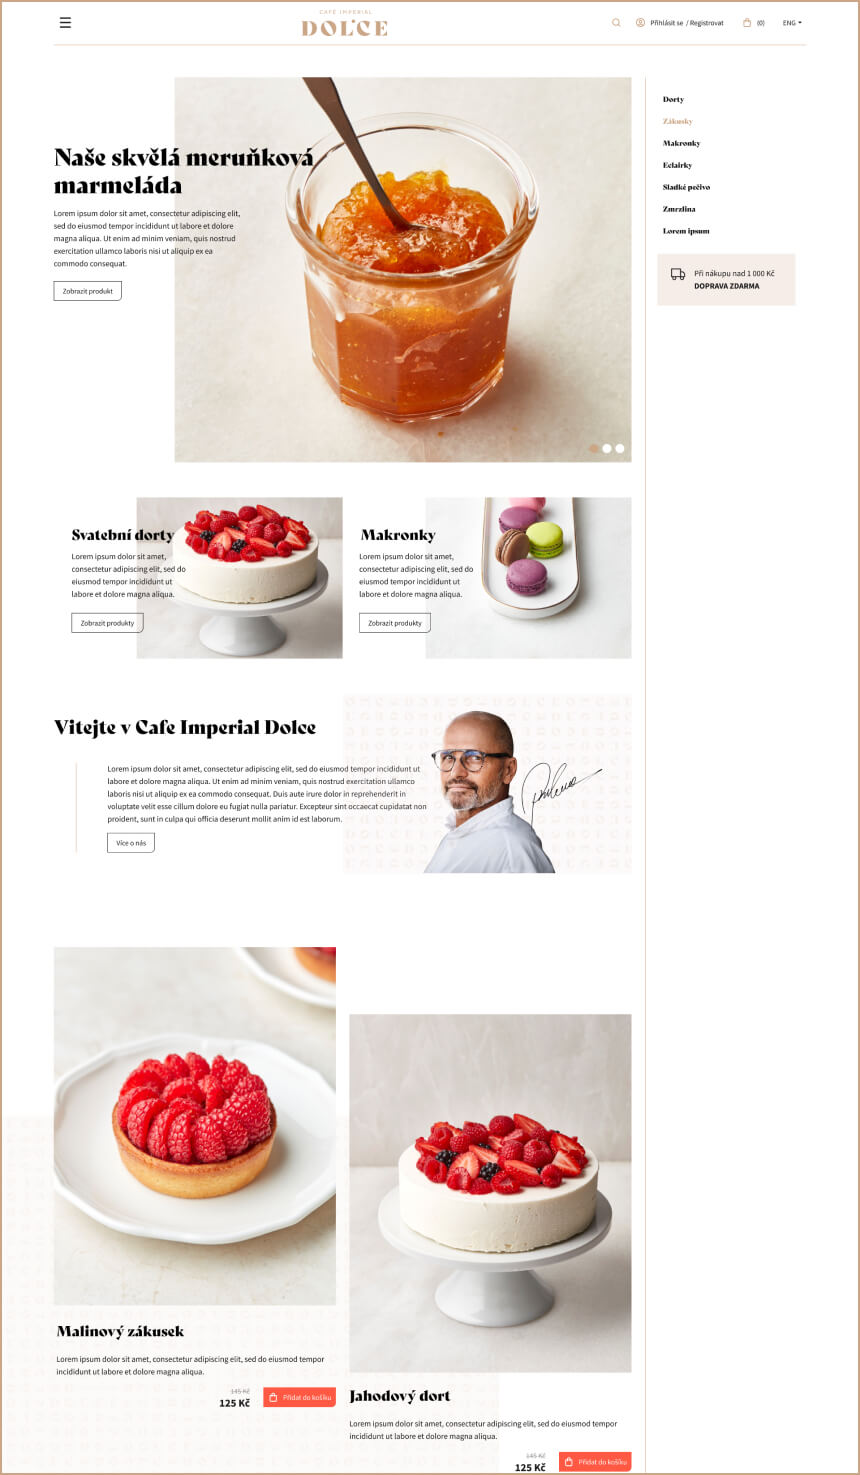 CAFÉ IMPERIAL
DOLCE
Přihlásit se / Registrovat
(0)
ENG
Naše skvělá meruňková
marmeláda
Lorem ipsum dolor sit amet, consectetur adipiscing elit,
sed do eiusmod tempor incididunt ut labore et dolore
magna aliqua. Ut enim ad minim veniam, quis nostrud
exercitation ullamco laboris nisi ut aliquip ex ea
commodo consequat.
Zobrazit produkt
Dorty
Zákusky
Makronky
Eclairky
Sladké pečivo
Zmrzlina
Lorem ipsum
Při nákupu nad 1 000 Kč
DOPRAVA ZDARMA
Svatební dorty
Lorem ipsum dolor sit amet,
consectetur adipiscing elit, sed do
eiusmod tempor incididunt ut
labore et dolore magna aliqua.
Zobrazit produkty
Makronky
Lorem ipsum dolor sit amet,
consectetur adipiscing elit, sed do
eiusmod tempor incididunt ut
labore et dolore magna aliqua.
Zobrazit produkty
Vitejte v Cafe Imperial Dolce
Lorem ipsum dolor sit amet, consectetur adipiscing elit, sed do eiusmod tempor incididunt ut
labore et dolore magna aliqua. Ut enim ad minim veniam, quis nostrud exercitation ullamco
laboris nisi ut aliquip ex ea commodo consequat. Duis aute irure dolor in reprehenderit in
voluptate velit esse cillum dolore eu fugiat nulla pariatur. Excepteur sint occaecat cupidatat non
proident, sunt in culpa qui officia deserunt mollit anim id est laborum.
Více o nás
Malinový zákusek
Lorem ipsum dolor sit amet, consectetur adipiscing elit, sed do eiusmod tempor
incididunt ut labore et dolore magna aliqua.
145 Kč
125 Kč
Přidat do košíku
Jahodový dort
Lorem ipsum dolor sit amet, consectetur adipiscing elit, sed do eiusmod tempor
incididunt ut labore et dolore magna aliqua.
145 Kč
125 Kč
Přidat do košíku